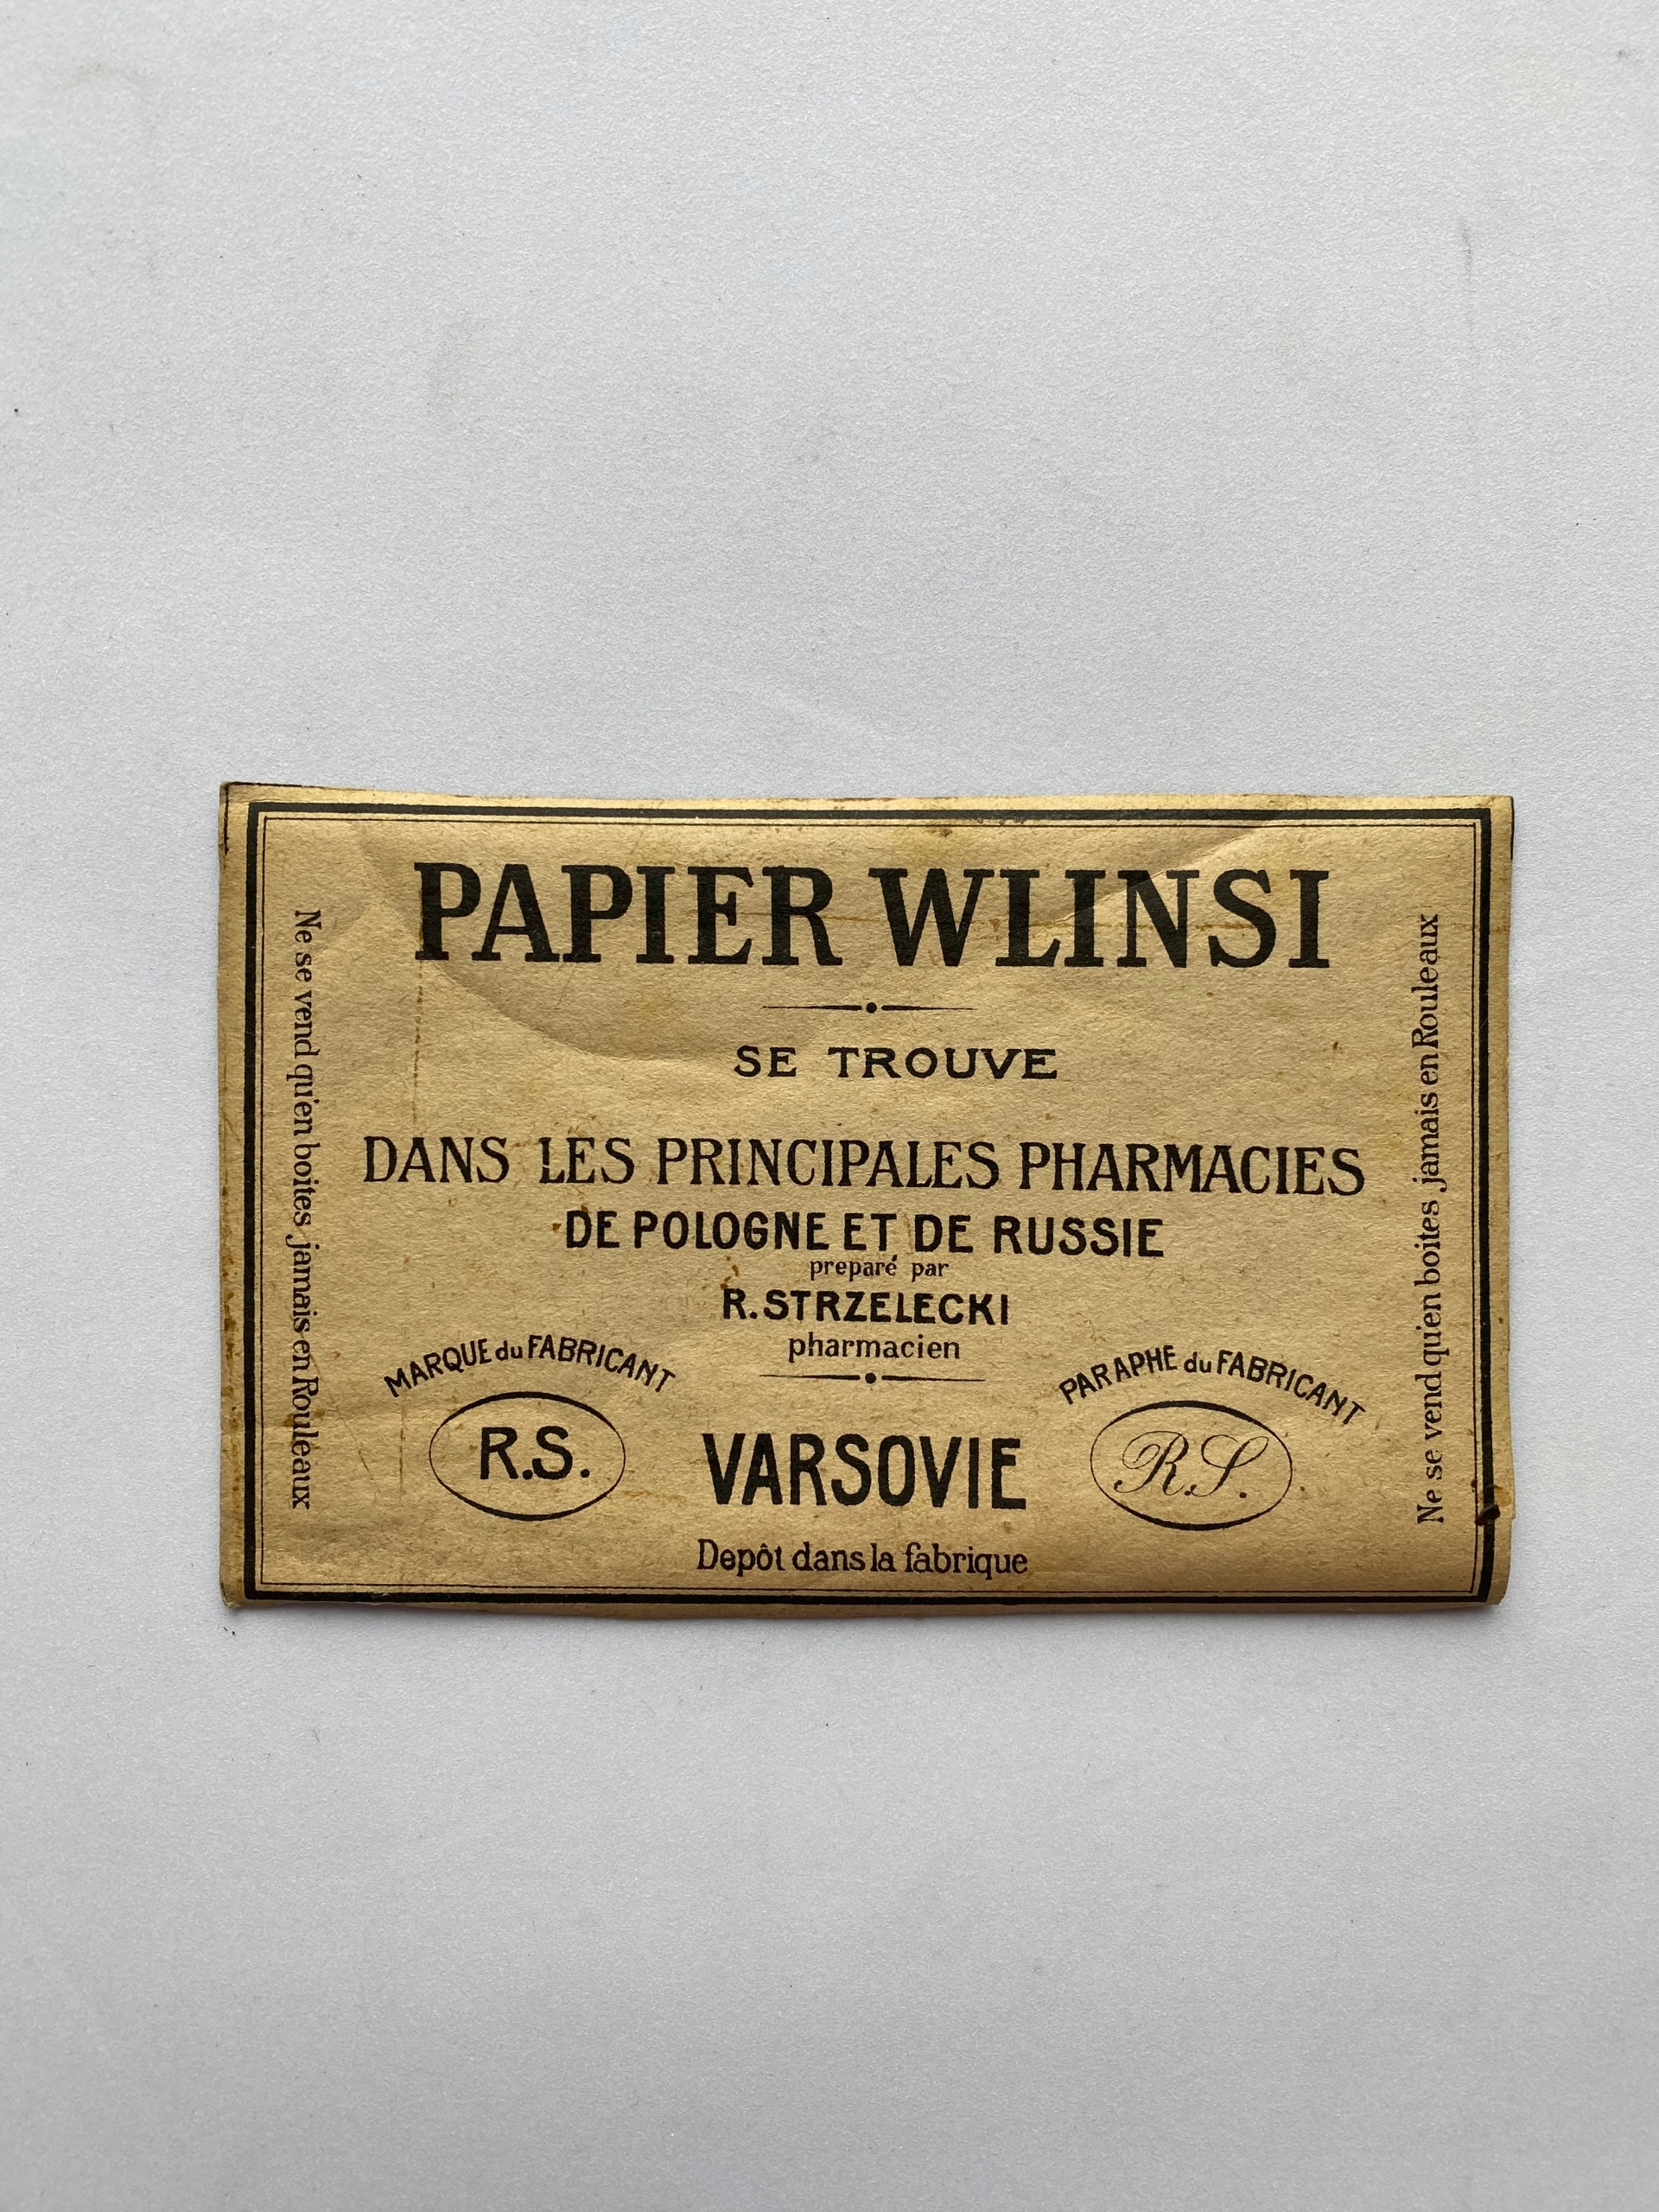 PAPIER WLINSI
SE TROUVE
DANS LES PRINCIPALES PHARMACIES
DE POLOGNE ET DE RUSSIE
preparé par
R. STRZELECKI
pharmacien
MARQUE du FABRICANT
R.S.
VARSOVIE
PARAPHE du FABRICANT
R.S.
Depôt dans la fabrique
Ne se vend qu'en boites jamais en Rouleaux
Ne se vend qu'en boites jamais en Rouleaux